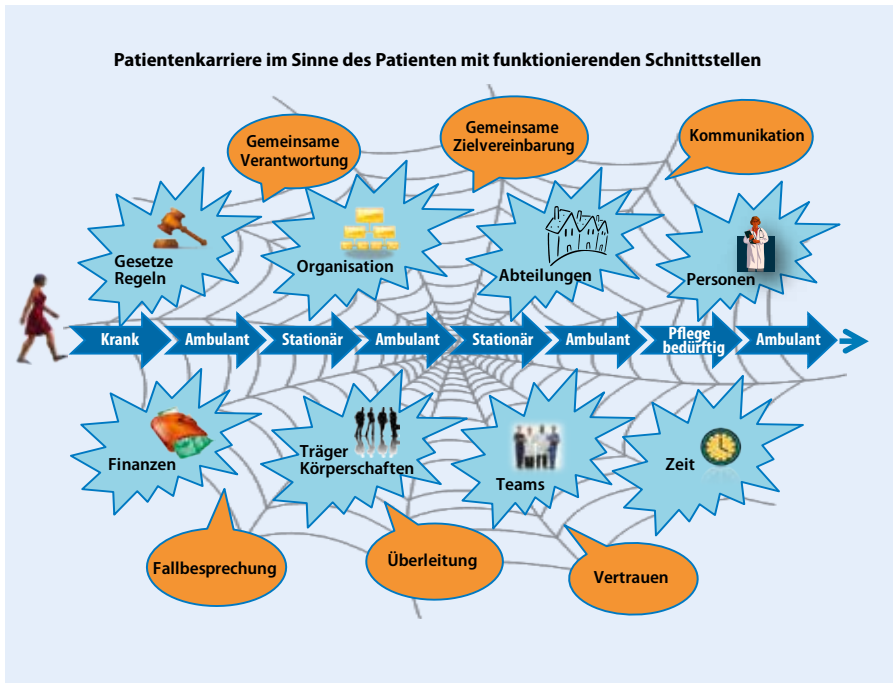 Patientenkarriere im Sinne des Patienten mit funktionierenden Schnittstellen
Gemeinsame
Verantwortung
Gemeinsame
Zielvereinbarung
Kommunikation
Gesetze
Regeln
Organisation
Abteilungen
Personen
Krank
Ambulant
Stationär
Ambulant
Stationär
Ambulant
Pflege
bedürftig
Ambulant
Finanzen
Träger
Körperschaften
Teams
Zeit
Fallbesprechung
Überleitung
Vertrauen